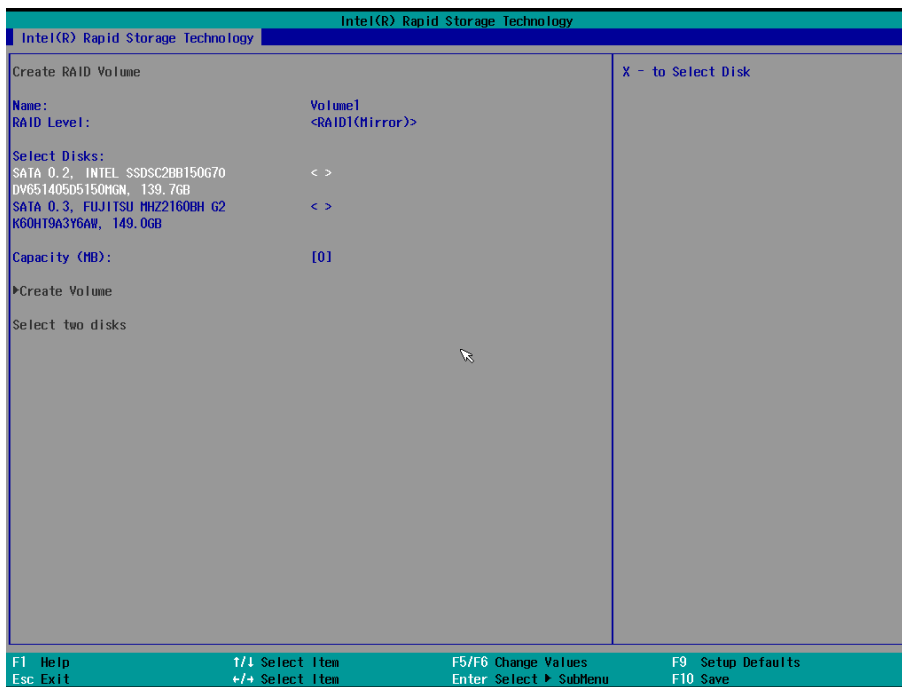 Intel(R) Rapid Storage Technology
Intel(R) Rapid Storage Technology
Create RAID Volume
X - to Select Disk
Name: Volume1
RAID Level: <RAID1(Mirror)>
Select Disks:
SATA 0.2, INTEL SSDSC2BB150G70 < >
DV651405D5150MGN, 139.7GB
SATA 0.3, FUJITSU MHZ2160BH G2 < >
K60HT9A3Y6AW, 149.0GB
Capacity (MB): [0]
▶Create Volume
Select two disks
F1 Help ↑/↓ Select Item F5/F6 Change Values F9 Setup Defaults
Esc Exit ←/→ Select Item Enter Select ▶ SubMenu F10 Save